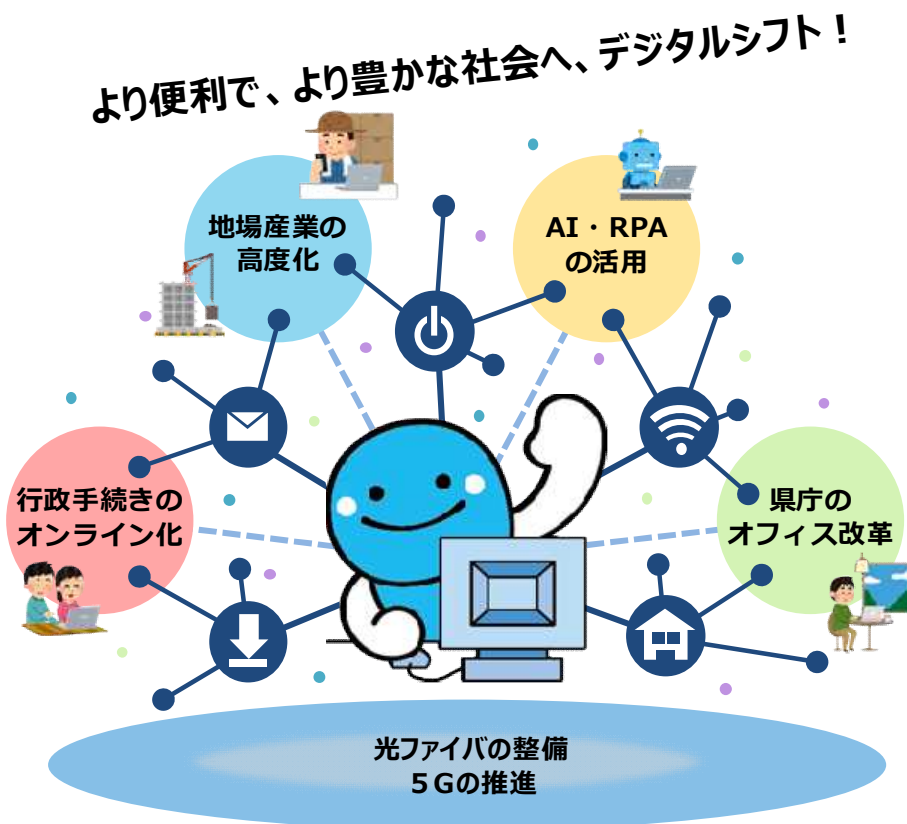 より便利で、より豊かな社会へ、デジタルシフト！
地場産業の
高度化
AI・RPA
の活用
行政手続きの
オンライン化
県庁の
オフィス改革
光ファイバの整備
５Gの推進